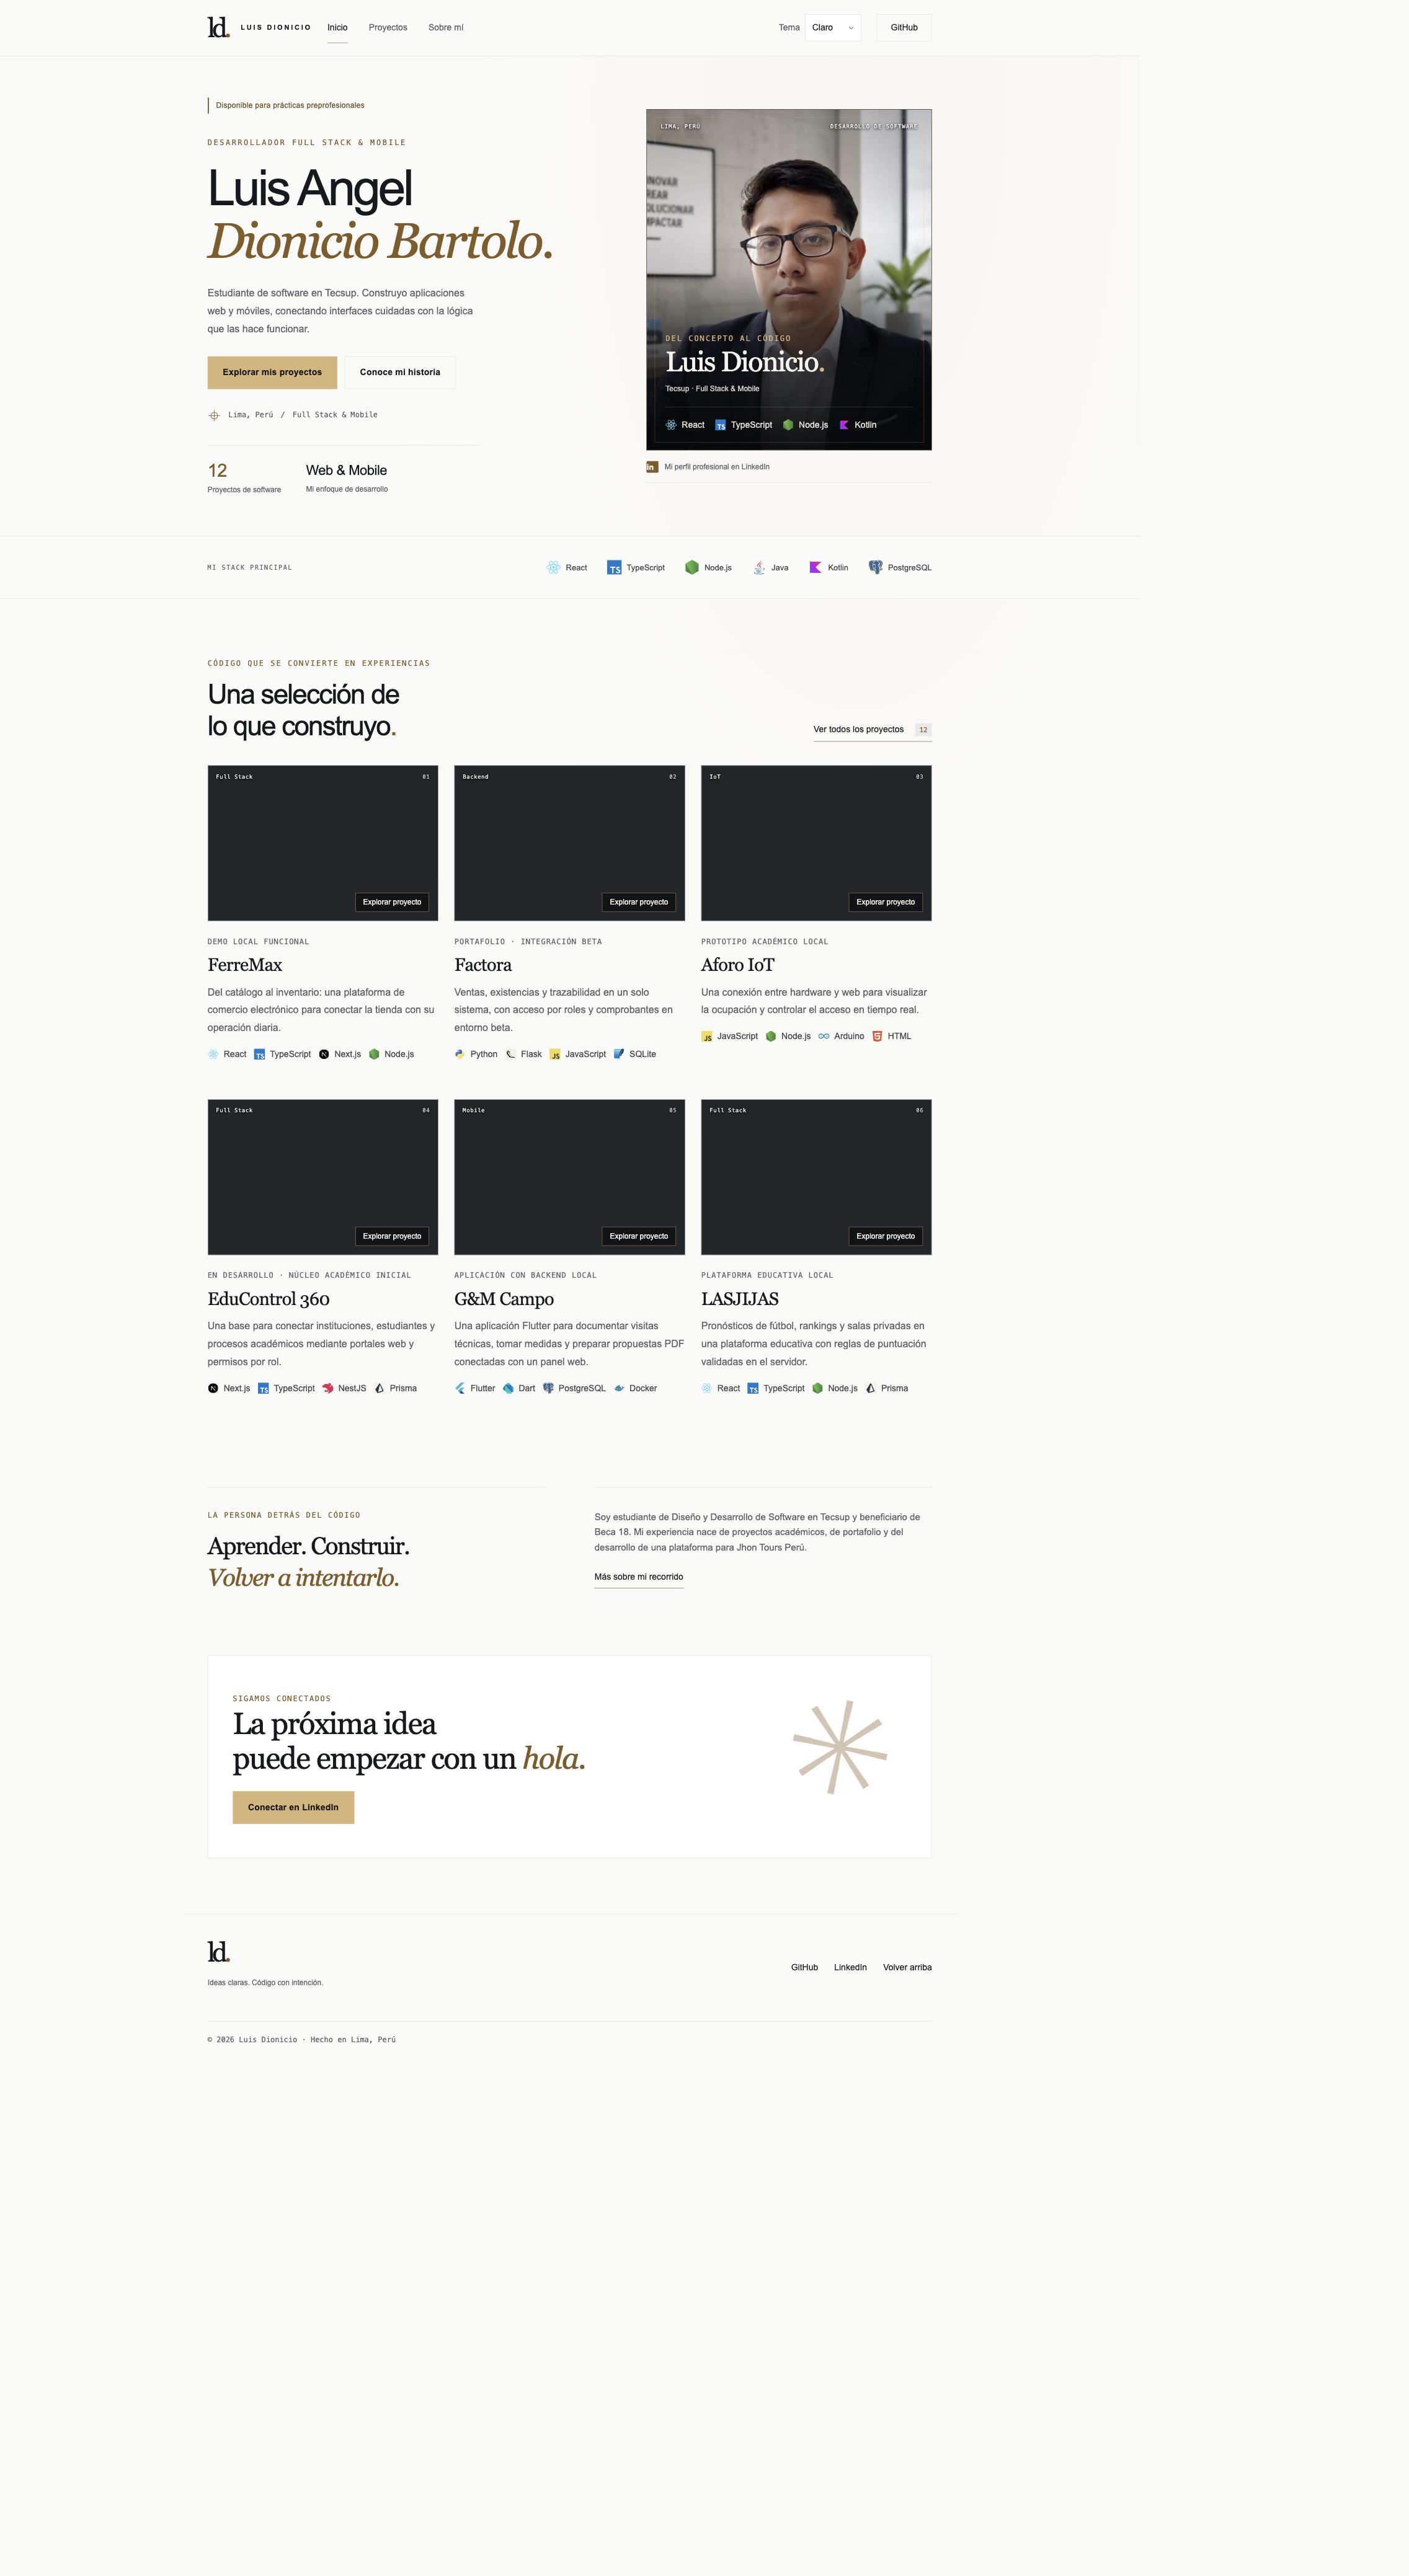 ld.
LUIS DIONICIO
Inicio
Proyectos
Sobre mí
Tema
Claro
GitHub
Disponible para prácticas preprofesionales
DESARROLLADOR FULL STACK & MOBILE
Luis Angel
Dionicio Bartolo.
Estudiante de software en Tecsup. Construyo aplicaciones
web y móviles, conectando interfaces cuidadas con la lógica
que las hace funcionar.
Explorar mis proyectos
Conoce mi historia
Lima, Perú / Full Stack & Mobile
12
Proyectos de software
Web & Mobile
Mi enfoque de desarrollo
LIMA, PERÚ
DESARROLLO DE SOFTWARE
NOVAR
REAR
OLUCIONAR
MPACTAR
DEL CONCEPTO AL CÓDIGO
Luis Dionicio.
Tecsup · Full Stack & Mobile
React
TS TypeScript
Node.js
Kotlin
in Mi perfil profesional en LinkedIn
MI STACK PRINCIPAL
React
TS TypeScript
Node.js
Java
Kotlin
PostgreSQL
CÓDIGO QUE SE CONVIERTE EN EXPERIENCIAS
Una selección de
lo que construyo.
Ver todos los proyectos 12
Full Stack 01
Explorar proyecto
DEMO LOCAL FUNCIONAL
FerreMax
Del catálogo al inventario: una plataforma de
comercio electrónico para conectar la tienda con su
operación diaria.
React TS TypeScript N Next.js Node.js
Backend 02
Explorar proyecto
PORTAFOLIO · INTEGRACIÓN BETA
Factora
Ventas, existencias y trazabilidad en un solo
sistema, con acceso por roles y comprobantes en
entorno beta.
Python Flask JS JavaScript SQLite
IoT 03
Explorar proyecto
PROTOTIPO ACADÉMICO LOCAL
Aforo IoT
Una conexión entre hardware y web para visualizar
la ocupación y controlar el acceso en tiempo real.
JS JavaScript Node.js Arduino HTML
Full Stack 04
Explorar proyecto
EN DESARROLLO · NÚCLEO ACADÉMICO INICIAL
EduControl 360
Una base para conectar instituciones, estudiantes y
procesos académicos mediante portales web y
permisos por rol.
N Next.js TS TypeScript NestJS Prisma
Mobile 05
Explorar proyecto
APLICACIÓN CON BACKEND LOCAL
G&M Campo
Una aplicación Flutter para documentar visitas
técnicas, tomar medidas y preparar propuestas PDF
conectadas con un panel web.
Flutter Dart PostgreSQL Docker
Full Stack 06
Explorar proyecto
PLATAFORMA EDUCATIVA LOCAL
LASJIJAS
Pronósticos de fútbol, rankings y salas privadas en
una plataforma educativa con reglas de puntuación
validadas en el servidor.
React TS TypeScript Node.js Prisma
LA PERSONA DETRÁS DEL CÓDIGO
Aprender. Construir.
Volver a intentarlo.
Soy estudiante de Diseño y Desarrollo de Software en Tecsup y beneficiario de
Beca 18. Mi experiencia nace de proyectos académicos, de portafolio y del
desarrollo de una plataforma para Jhon Tours Perú.
Más sobre mi recorrido
SIGAMOS CONECTADOS
La próxima idea
puede empezar con un hola.
Conectar en LinkedIn
ld.
Ideas claras. Código con intención.
GitHub
LinkedIn
Volver arriba
© 2026 Luis Dionicio · Hecho en Lima, Perú